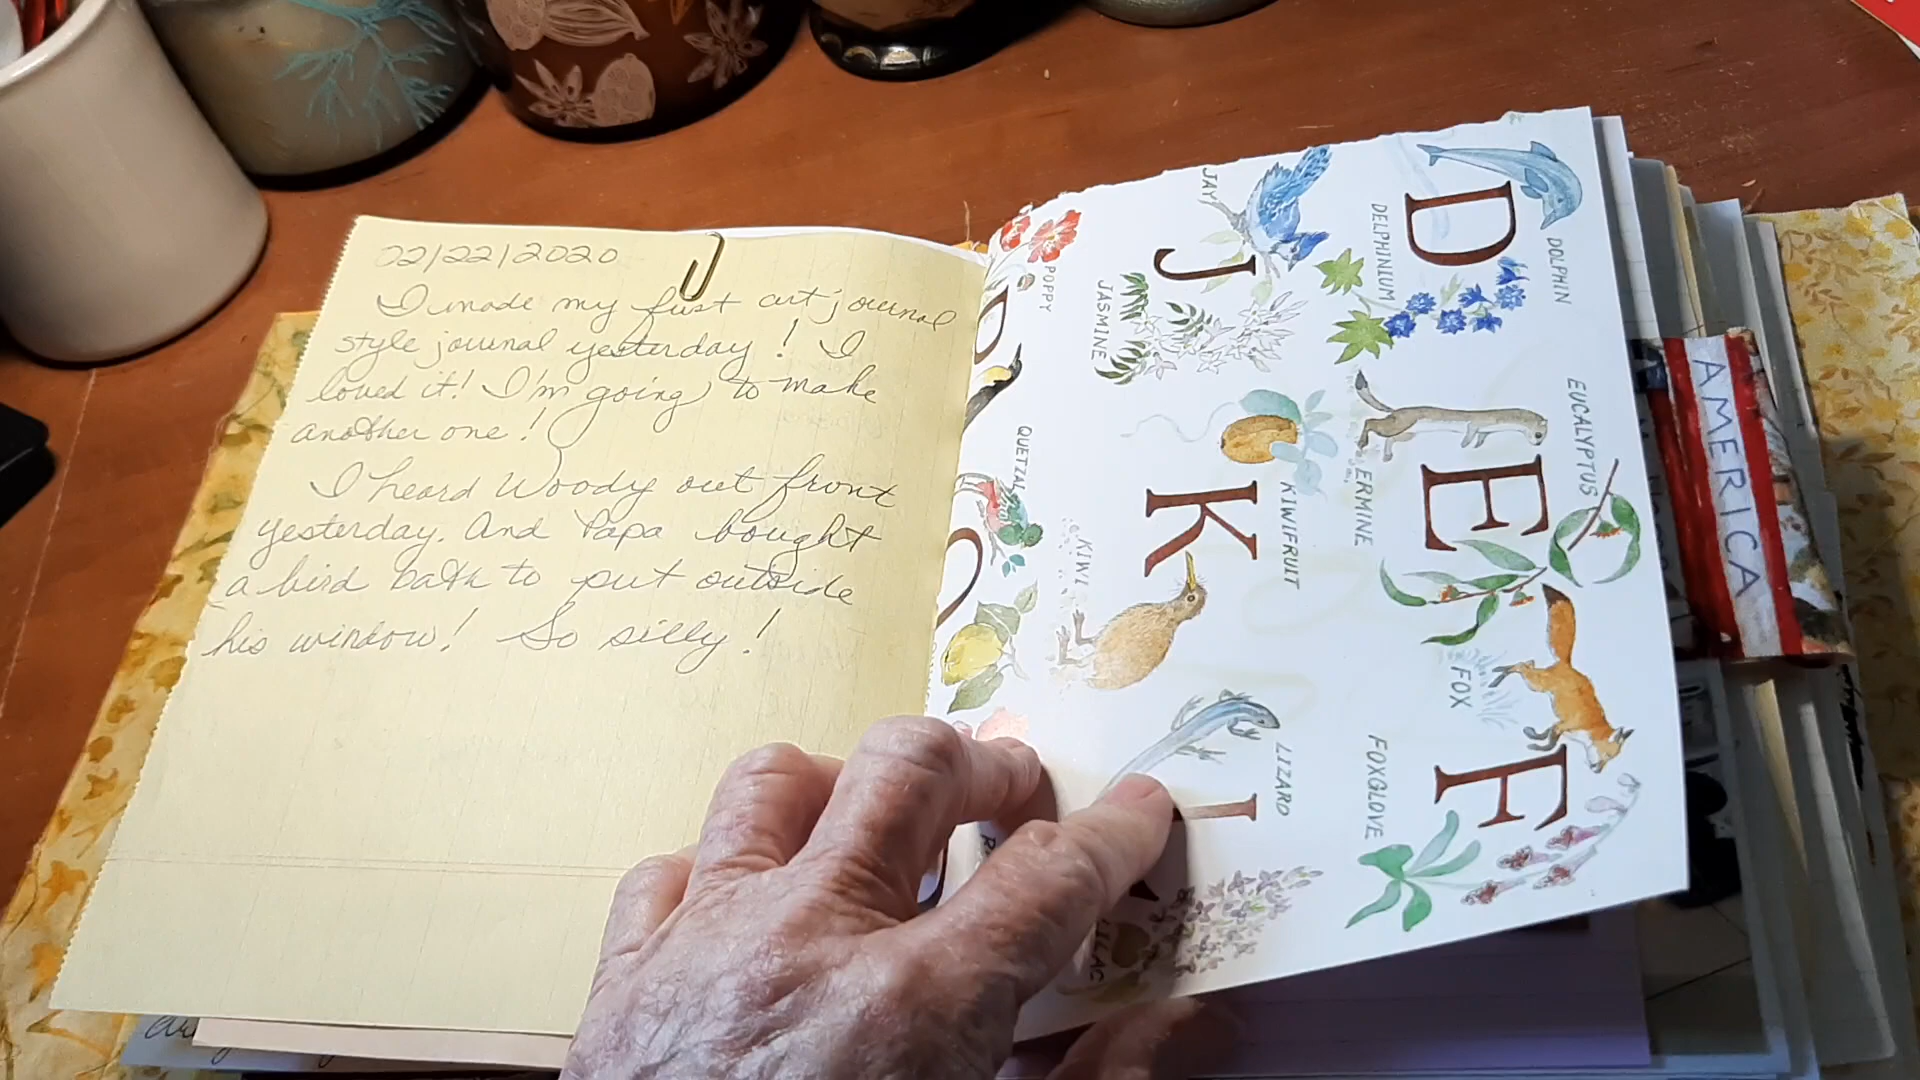 02/22/2020
I made my first art journal
style journal yesterday! I
loved it! I'm going to make
another one!
I heard Woody out front
yesterday. And Papa bought
a bird bath to put outside
his window! So silly!
POPPY
P
QUETZAL
Q
JAY
J
JASMINE
KIWIFRUIT
K
KIWI
LIZARD
L
LILAC
DOLPHIN
D
DELPHINIUM
EUCALYPTUS
E
ERMINE
FOX
F
FOXGLOVE
AMERICA